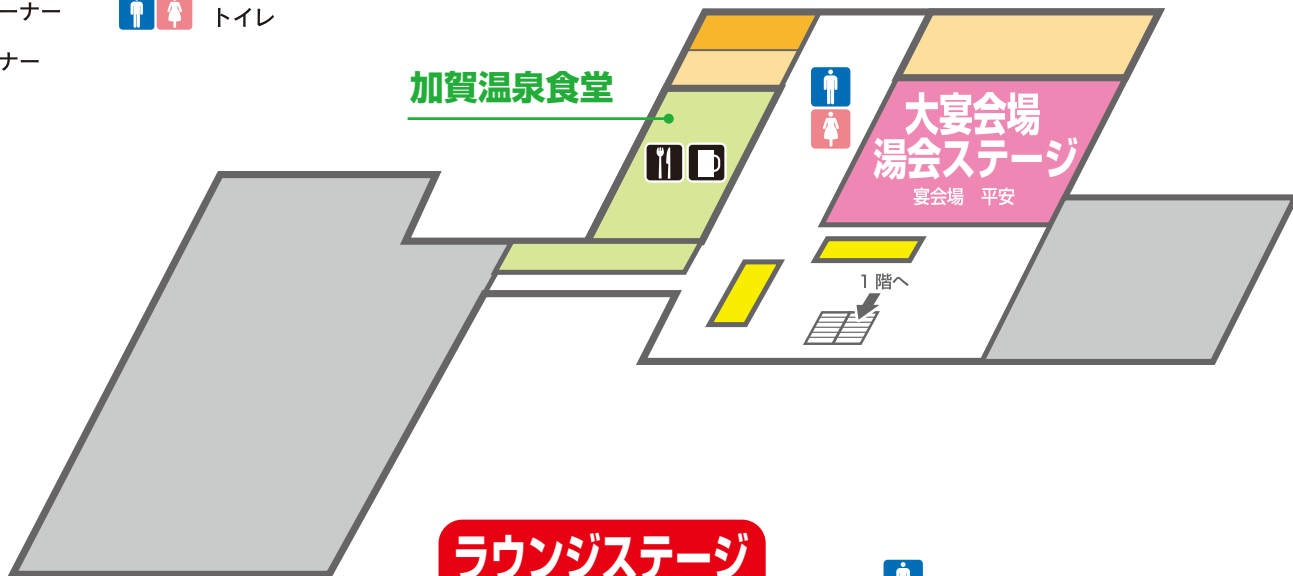 ーナー
トイレ
ナー
加賀温泉食堂
大宴会場
湯会ステージ
宴会場　平安
1 階へ
ラウンジステージ